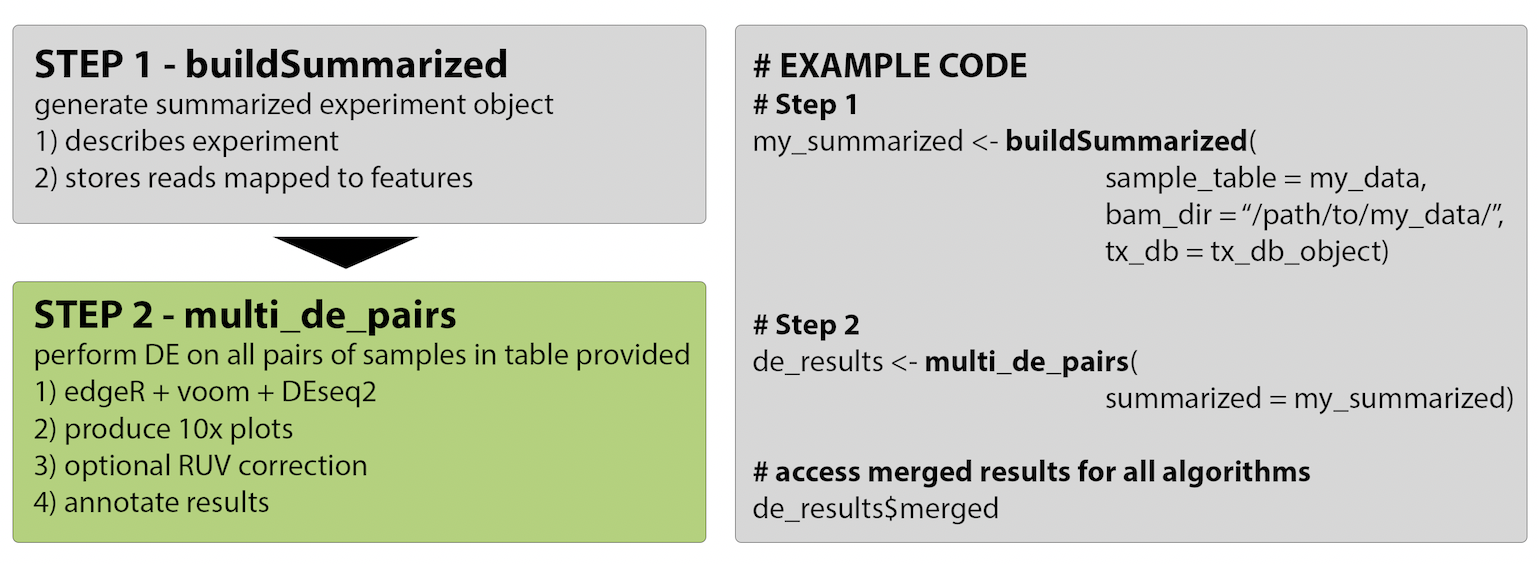 STEP 1 - buildSummarized
generate summarized experiment object
1) describes experiment
2) stores reads mapped to features
STEP 2 - multi_de_pairs
perform DE on all pairs of samples in table provided
1) edgeR + voom + DEseq2
2) produce 10x plots
3) optional RUV correction
4) annotate results
# EXAMPLE CODE
# Step 1
my_summarized <- buildSummarized(
sample_table = my_data,
bam_dir = “/path/to/my_data/”,
tx_db = tx_db_object)
# Step 2
de_results <- multi_de_pairs(
summarized = my_summarized)
# access merged results for all algorithms
de_results$merged